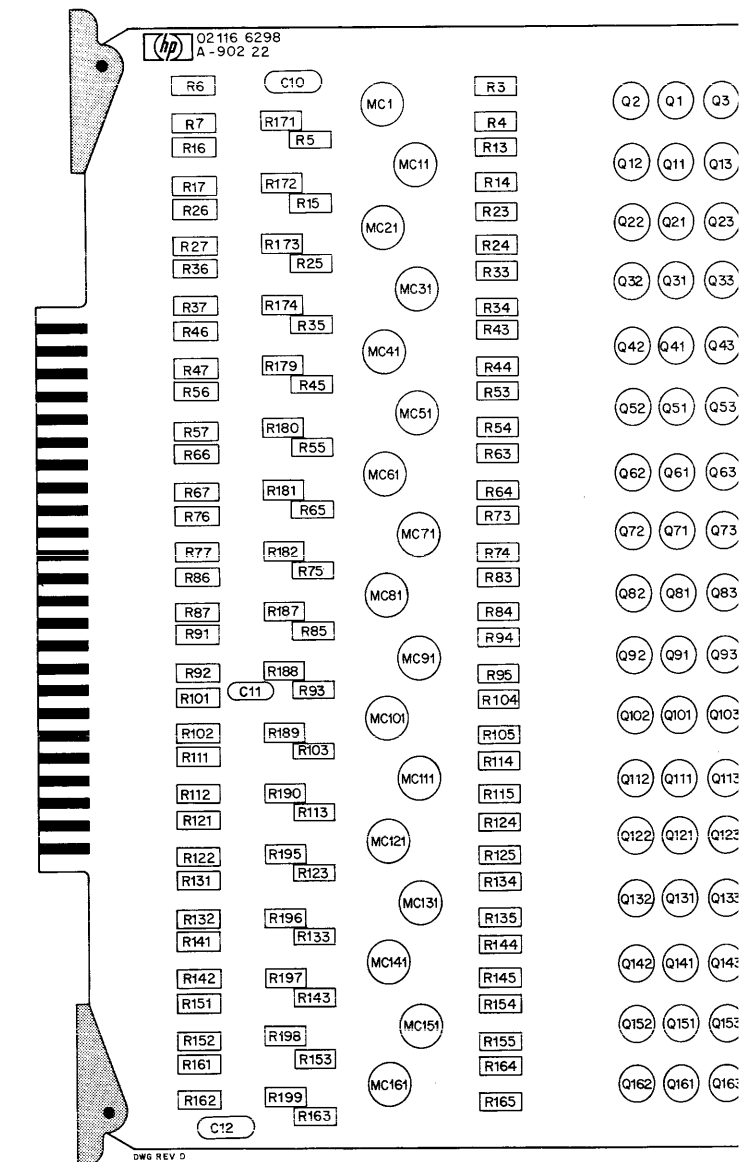 hp 02116 6298
A-902 22
R6 C10 MC1 R3 Q2 Q1 Q3
R7 R171 R4
R16 R5 R13
MC11 Q12 Q11 Q13
R17 R172 R14
R26 R15 R23
MC21 Q22 Q21 Q23
R27 R173 R24
R36 R25 R33
MC31 Q32 Q31 Q33
R37 R174 R34
R46 R35 R43
MC41 Q42 Q41 Q43
R47 R179 R44
R56 R45 R53
MC51 Q52 Q51 Q53
R57 R180 R54
R66 R55 R63
MC61 Q62 Q61 Q63
R67 R181 R64
R76 R65 R73
MC71 Q72 Q71 Q73
R77 R182 R74
R86 R75 R83
MC81 Q82 Q81 Q83
R87 R187 R84
R91 R85 R94
MC91 Q92 Q91 Q93
R92 R188 R95
R101 C11 R93 R104
MC101 Q102 Q101 Q103
R102 R189 R105
R111 R103 R114
MC111 Q112 Q111 Q113
R112 R190 R115
R121 R113 R124
MC121 Q122 Q121 Q123
R122 R195 R125
R131 R123 R134
MC131 Q132 Q131 Q133
R132 R196 R135
R141 R133 R144
MC141 Q142 Q141 Q143
R142 R197 R145
R151 R143 R154
MC151 Q152 Q151 Q153
R152 R198 R155
R161 R153 R164
MC161 Q162 Q161 Q163
R162 R199 R165
R163
C12
DWG REV D